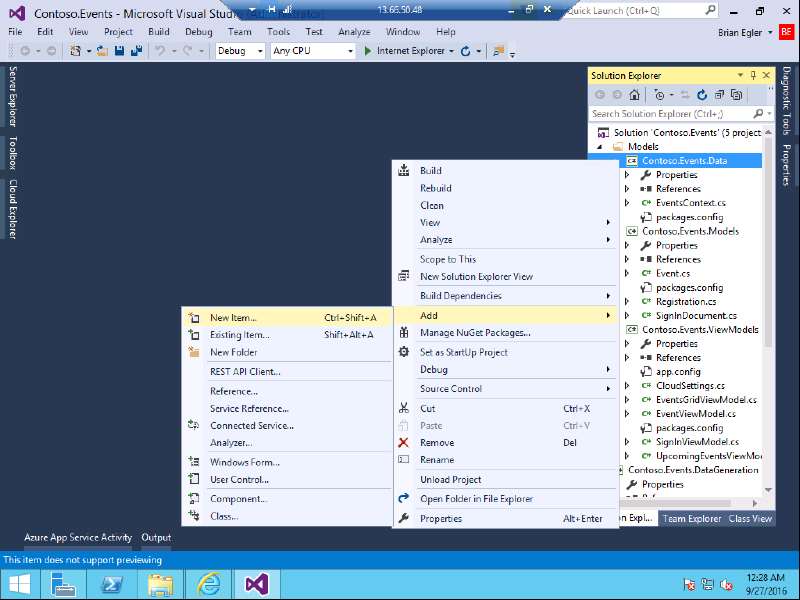 Contoso.Events - Microsoft Visual Stu
13.66.50.48
Quick Launch (Ctrl+Q)
File Edit View Project Build Debug Team Tools Test Analyze Window Help
Brian Egler BE
Debug Any CPU Internet Explorer
Server Explorer
Toolbox
Cloud Explorer
Solution Explorer
Search Solution Explorer (Ctrl+;)
Solution 'Contoso.Events' (5 project
Models
Contoso.Events.Data
Properties
References
EventsContext.cs
packages.config
Contoso.Events.Models
Properties
References
Event.cs
packages.config
Registration.cs
SignInDocument.cs
Contoso.Events.ViewModels
Properties
References
app.config
CloudSettings.cs
EventsGridViewModel.cs
EventViewModel.cs
packages.config
SignInViewModel.cs
UpcomingEventsViewMo
Contoso.Events.DataGeneration
Properties
Diagnostic Tools
Properties
Build
Rebuild
Clean
View
Analyze
Scope to This
New Solution Explorer View
Build Dependencies
Add
Manage NuGet Packages...
Set as StartUp Project
Debug
Source Control
Cut Ctrl+X
Paste Ctrl+V
Remove Del
Rename
Unload Project
Open Folder in File Explorer
Properties Alt+Enter
New Item... Ctrl+Shift+A
Existing Item... Shift+Alt+A
New Folder
REST API Client...
Reference...
Service Reference...
Connected Service...
Analyzer...
Windows Form...
User Control...
Component...
Class...
on Expl... Team Explorer Class View
Azure App Service Activity Output
This item does not support previewing
12:28 AM
9/27/2016